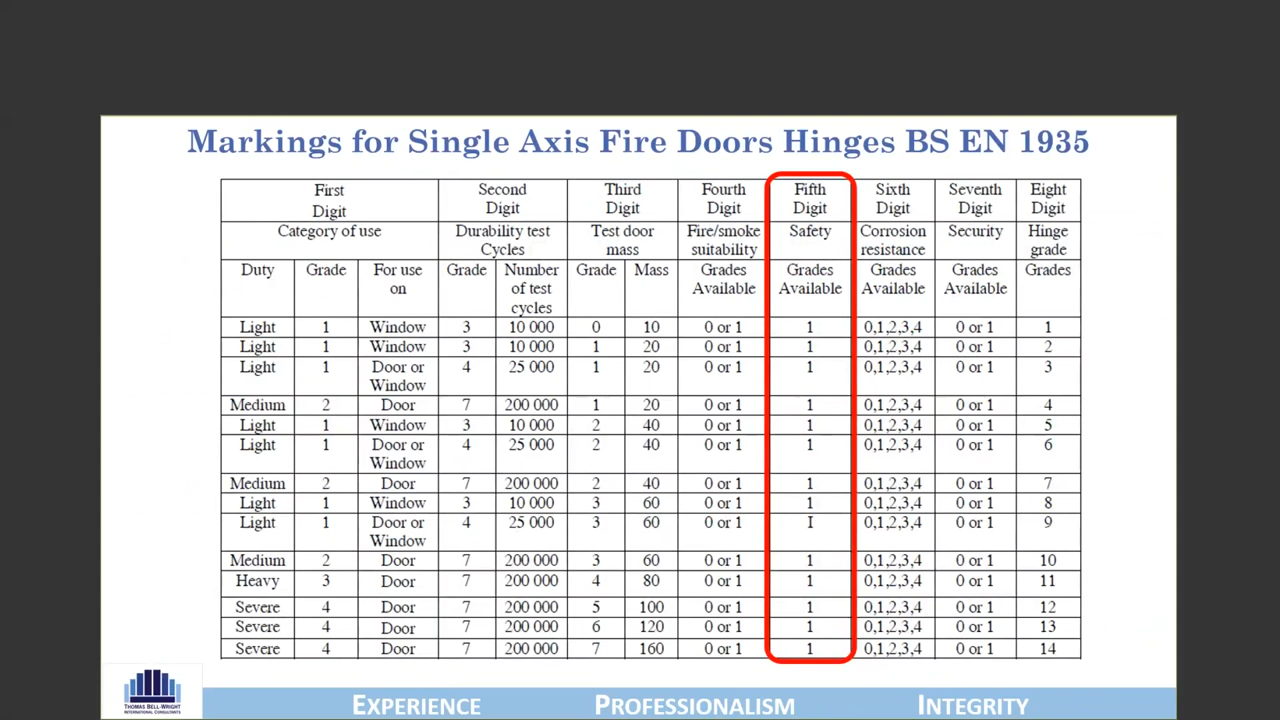 Markings for Single Axis Fire Doors Hinges BS EN 1935
First Digit Second Digit Third Digit Fourth Digit Fifth Digit Sixth Digit Seventh Digit Eight Digit
Category of use Durability test Cycles Test door mass Fire/smoke suitability Safety Corrosion resistance Security Hinge grade
Duty Grade For use on Grade Number of test cycles Grade Mass Grades Available Grades Available Grades Available Grades Available Grades
Light 1 Window 3 10 000 0 10 0 or 1 1 0,1,2,3,4 0 or 1 1
Light 1 Window 3 10 000 1 20 0 or 1 1 0,1,2,3,4 0 or 1 2
Light 1 Door or Window 4 25 000 1 20 0 or 1 1 0,1,2,3,4 0 or 1 3
Medium 2 Door 7 200 000 1 20 0 or 1 1 0,1,2,3,4 0 or 1 4
Light 1 Window 3 10 000 2 40 0 or 1 1 0,1,2,3,4 0 or 1 5
Light 1 Door or Window 4 25 000 2 40 0 or 1 1 0,1,2,3,4 0 or 1 6
Medium 2 Door 7 200 000 2 40 0 or 1 1 0,1,2,3,4 0 or 1 7
Light 1 Window 3 10 000 3 60 0 or 1 1 0,1,2,3,4 0 or 1 8
Light 1 Door or Window 4 25 000 3 60 0 or 1 I 0,1,2,3,4 0 or 1 9
Medium 2 Door 7 200 000 3 60 0 or 1 1 0,1,2,3,4 0 or 1 10
Heavy 3 Door 7 200 000 4 80 0 or 1 1 0,1,2,3,4 0 or 1 11
Severe 4 Door 7 200 000 5 100 0 or 1 1 0,1,2,3,4 0 or 1 12
Severe 4 Door 7 200 000 6 120 0 or 1 1 0,1,2,3,4 0 or 1 13
Severe 4 Door 7 200 000 7 160 0 or 1 1 0,1,2,3,4 0 or 1 14
THOMAS BELL-WRIGHT
INTERNATIONAL CONSULTANTS
EXPERIENCE PROFESSIONALISM INTEGRITY